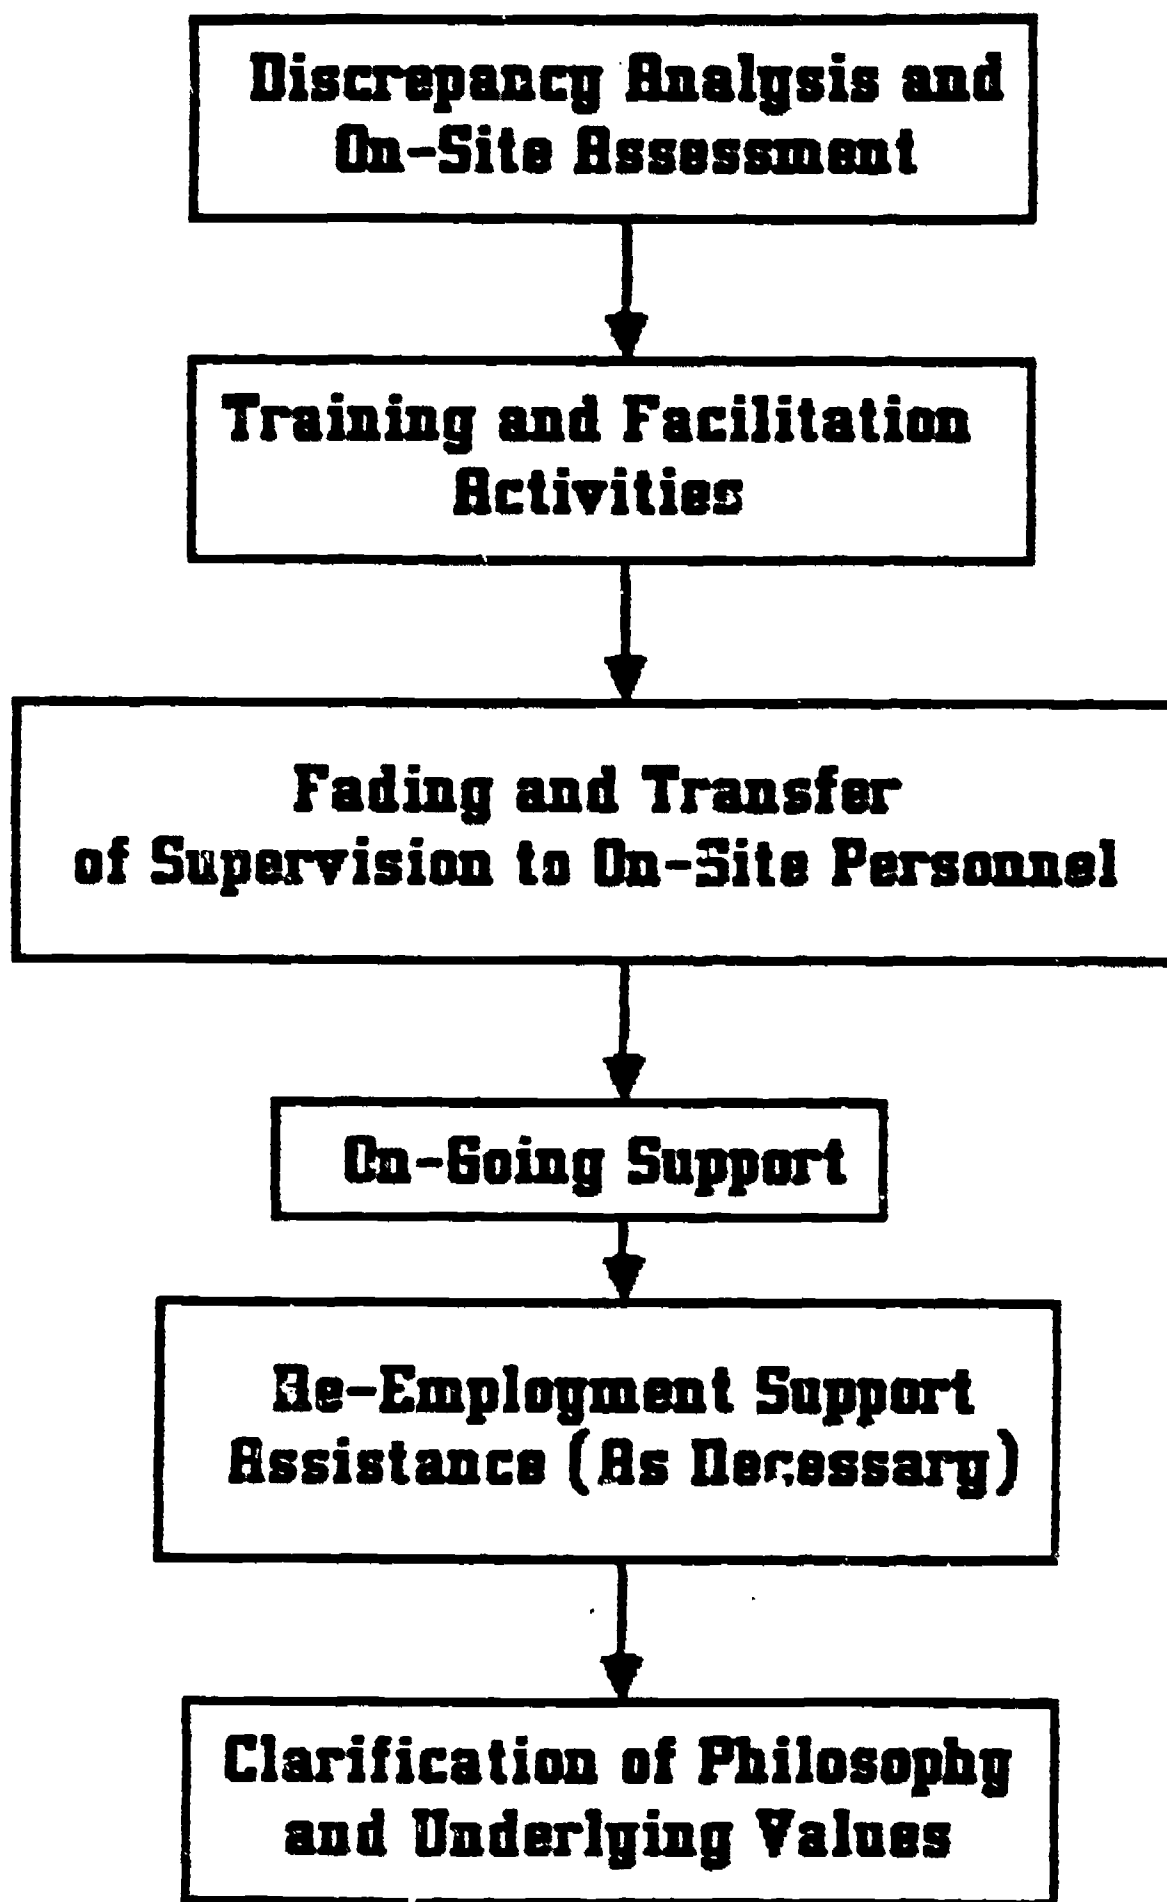 Discrepancy Analysis and
On-Site Assessment
Training and Facilitation
Activities
Fading and Transfer
of Supervision to On-Site Personnel
On-Going Support
Re-Employment Support
Assistance (As Necessary)
Clarification of Philosophy
and Underlying Values